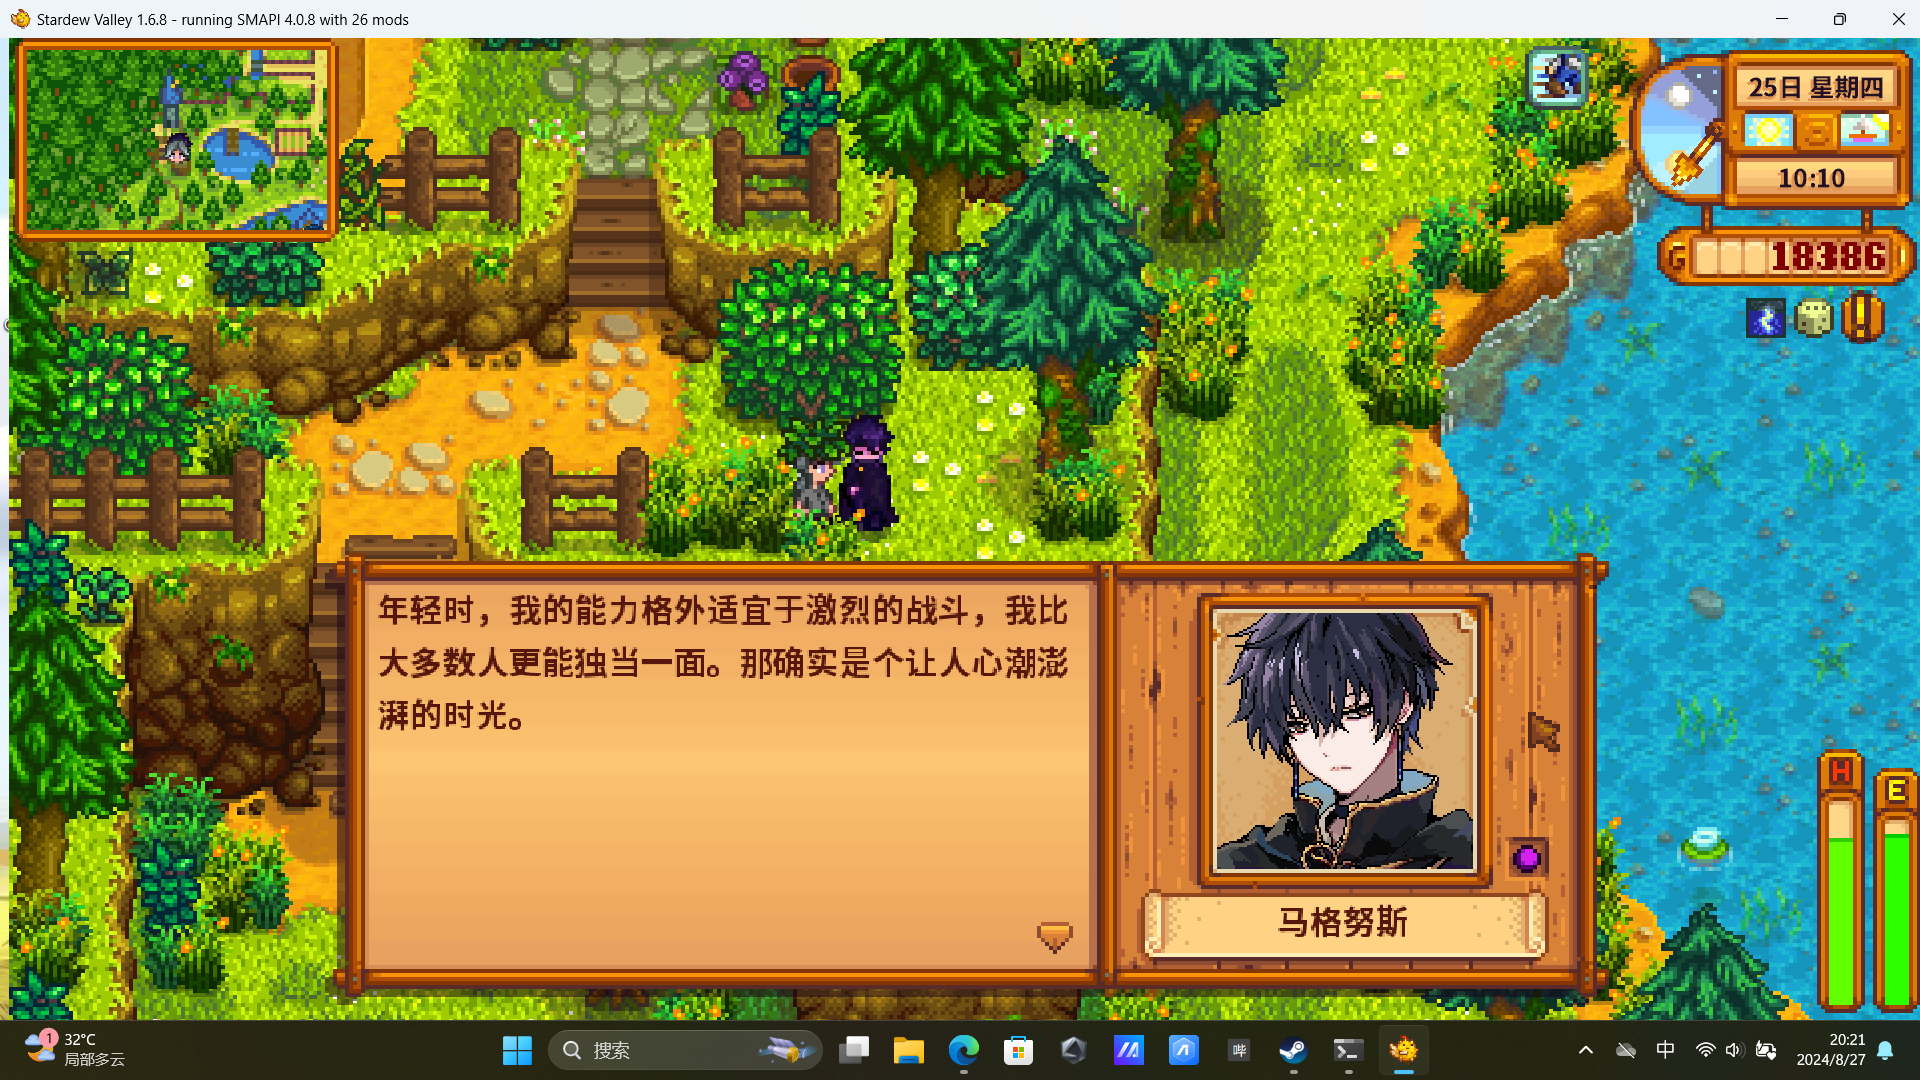 Stardew Valley 1.6.8 - running SMAPI 4.0.8 with 26 mods
25日 星期四
10:10
G 18386
年轻时，我的能力格外适宜于激烈的战斗，我比
大多数人更能独当一面。那确实是个让人心潮澎
湃的时光。
马格努斯
H
E
1
32°C
局部多云
搜索
哔
中
20:21
2024/8/27